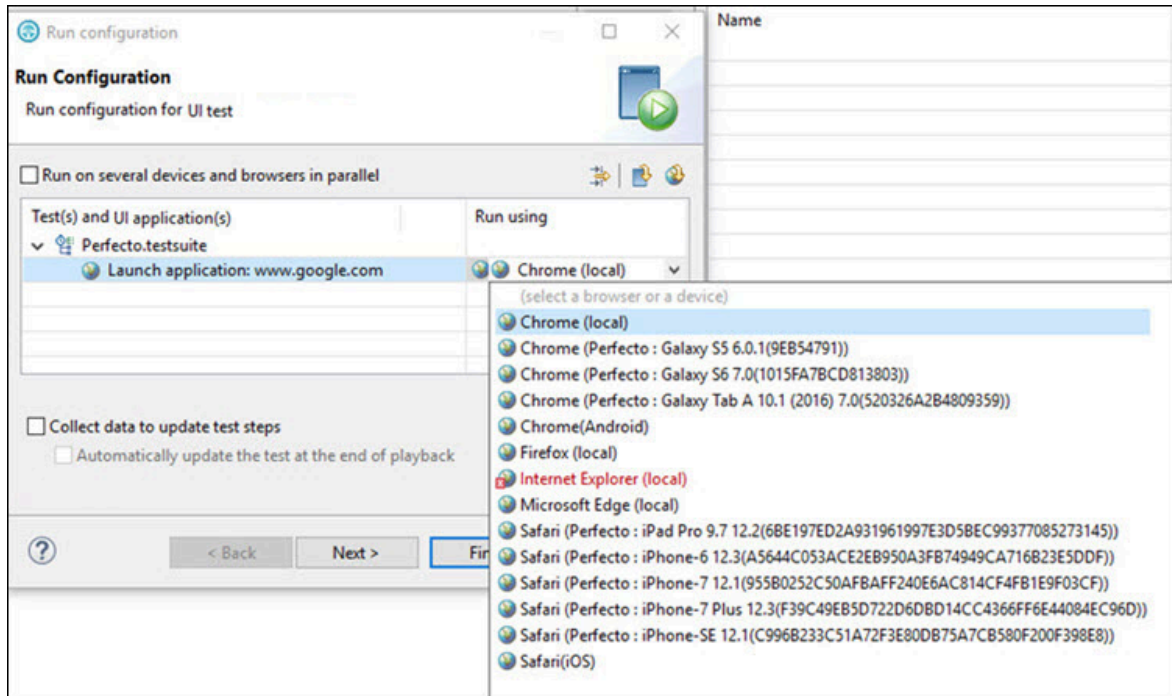 Run configuration
Name
Run Configuration
Run configuration for UI test
Run on several devices and browsers in parallel
Test(s) and UI application(s)
Run using
Perfecto.testsuite
Launch application: www.google.com
Chrome (local)
(select a browser or a device)
Chrome (local)
Chrome (Perfecto : Galaxy S5 6.0.1(9EB54791))
Chrome (Perfecto : Galaxy S6 7.0(1015FA7BCD813803))
Chrome (Perfecto : Galaxy Tab A 10.1 (2016) 7.0(520326A2B4809359))
Chrome(Android)
Firefox (local)
Internet Explorer (local)
Microsoft Edge (local)
Safari (Perfecto : iPad Pro 9.7 12.2(6BE197ED2A931961997E3D5BEC99377085273145))
Safari (Perfecto : iPhone-6 12.3(A5644C053ACE2EB950A3FB74949CA716B23E5DDF))
Safari (Perfecto : iPhone-7 12.1(955B0252C50AFBAFF240E6AC814CF4FB1E9F03CF))
Safari (Perfecto : iPhone-7 Plus 12.3(F39C49EB5D722D6DBD14CC4366FF6E44084EC96D))
Safari (Perfecto : iPhone-SE 12.1(C996B233C51A72F3E80DB75A7CB580F200F398E8))
Safari(iOS)
Collect data to update test steps
Automatically update the test at the end of playback
< Back
Next >
Fin